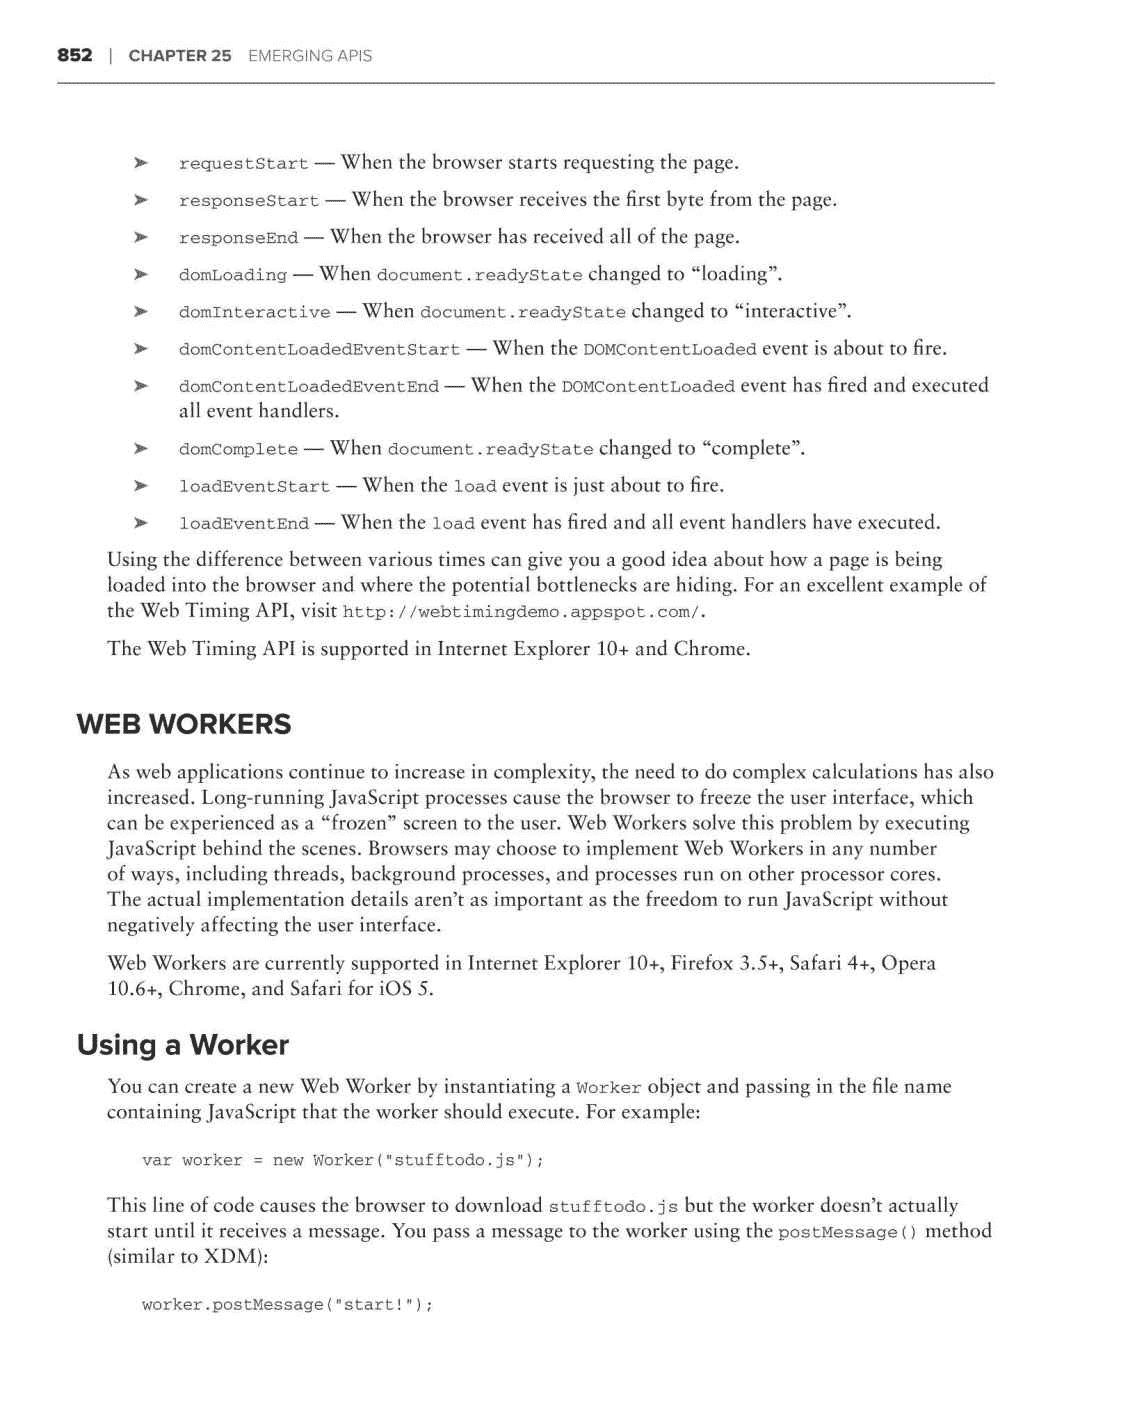 852 | CHAPTER 25 EMERGING APIS
➤ requestStart — When the browser starts requesting the page.
➤ responseStart — When the browser receives the first byte from the page.
➤ responseEnd — When the browser has received all of the page.
➤ domLoading — When document.readyState changed to “loading”.
➤ domInteractive — When document.readyState changed to “interactive”.
➤ domContentLoadedEventStart — When the DOMContentLoaded event is about to fire.
➤ domContentLoadedEventEnd — When the DOMContentLoaded event has fired and executed
all event handlers.
➤ domComplete — When document.readyState changed to “complete”.
➤ loadEventStart — When the load event is just about to fire.
➤ loadEventEnd — When the load event has fired and all event handlers have executed.
Using the difference between various times can give you a good idea about how a page is being
loaded into the browser and where the potential bottlenecks are hiding. For an excellent example of
the Web Timing API, visit http://webtimingdemo.appspot.com/.
The Web Timing API is supported in Internet Explorer 10+ and Chrome.
WEB WORKERS
As web applications continue to increase in complexity, the need to do complex calculations has also
increased. Long-running JavaScript processes cause the browser to freeze the user interface, which
can be experienced as a “frozen” screen to the user. Web Workers solve this problem by executing
JavaScript behind the scenes. Browsers may choose to implement Web Workers in any number
of ways, including threads, background processes, and processes run on other processor cores.
The actual implementation details aren’t as important as the freedom to run JavaScript without
negatively affecting the user interface.
Web Workers are currently supported in Internet Explorer 10+, Firefox 3.5+, Safari 4+, Opera
10.6+, Chrome, and Safari for iOS 5.
Using a Worker
You can create a new Web Worker by instantiating a Worker object and passing in the file name
containing JavaScript that the worker should execute. For example:
var worker = new Worker("stufftodo.js");
This line of code causes the browser to download stufftodo.js but the worker doesn’t actually
start until it receives a message. You pass a message to the worker using the postMessage() method
(similar to XDM):
worker.postMessage("start!");